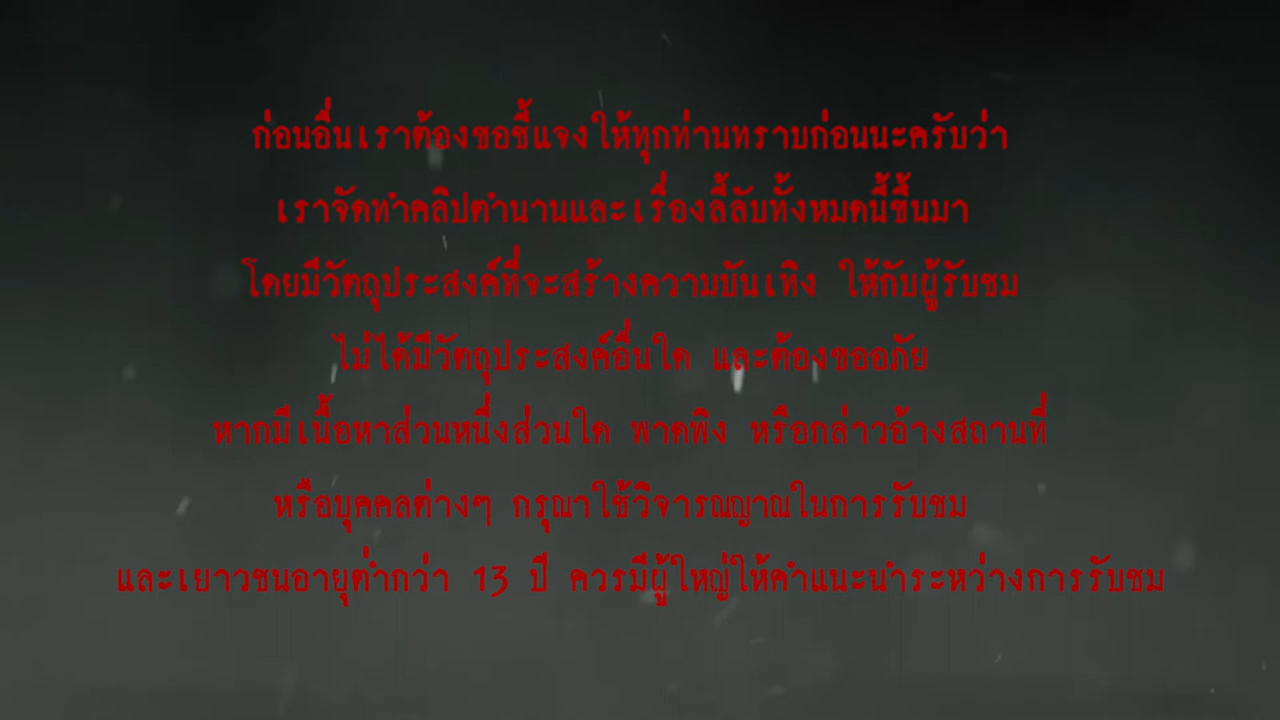 ก่อนอื่นเราต้องขอชี้แจงให้ทุกท่านทราบก่อนนะครับว่า
เราจัดทำคลิปตำนานและเรื่องลี้ลับทั้งหมดนี้ขึ้นมา
โดยมีวัตถุประสงค์ที่จะสร้างความบันเทิง ให้กับผู้รับชม
ไม่ได้มีวัตถุประสงค์อื่นใด และต้องขออภัย
หากมีเนื้อหาส่วนหนึ่งส่วนใด พาดพิง หรือกล่าวอ้างสถานที่
หรือบุคคลต่างๆ กรุณาใช้วิจารณญาณในการรับชม
และเยาวชนอายุต่ำกว่า 13 ปี ควรมีผู้ใหญ่ให้คำแนะนำระหว่างการรับชม